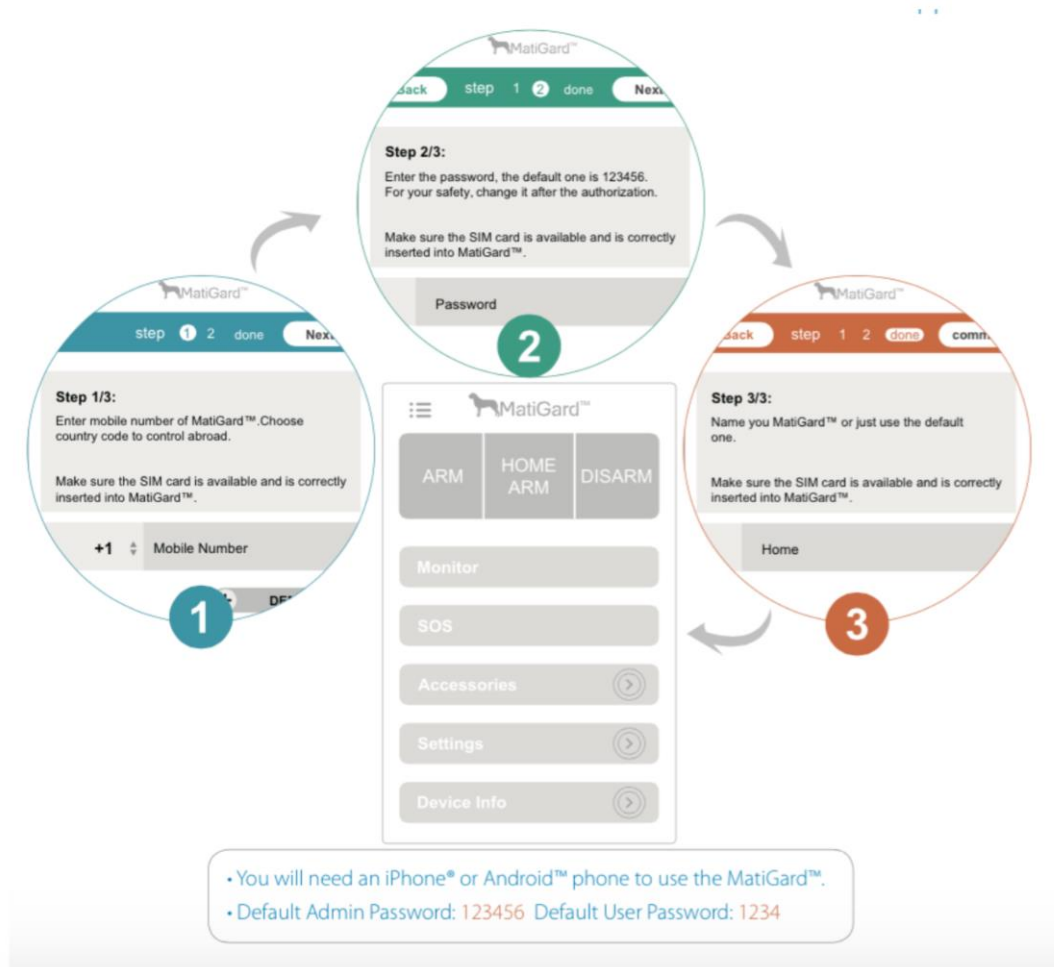 MatiGard™
Back step 1 2 done Next
Step 2/3:
Enter the password, the default one is 123456.
For your safety, change it after the authorization.
Make sure the SIM card is available and is correctly
inserted into MatiGard™.
Password
2
MatiGard™
step 1 2 done Next
Step 1/3:
Enter mobile number of MatiGard™.Choose
country code to control abroad.
Make sure the SIM card is available and is correctly
inserted into MatiGard™.
+1 Mobile Number
1
MatiGard™
Back step 1 2 done
Step 3/3:
Name you MatiGard™ or just use the default
one.
Make sure the SIM card is available and is correctly
inserted into MatiGard™.
Home
3
MatiGard™
ARM
HOME
ARM
DISARM
Monitor
SOS
Accessories
Settings
Device Info
• You will need an iPhone® or Android™ phone to use the MatiGard™.
• Default Admin Password: 123456 Default User Password: 1234